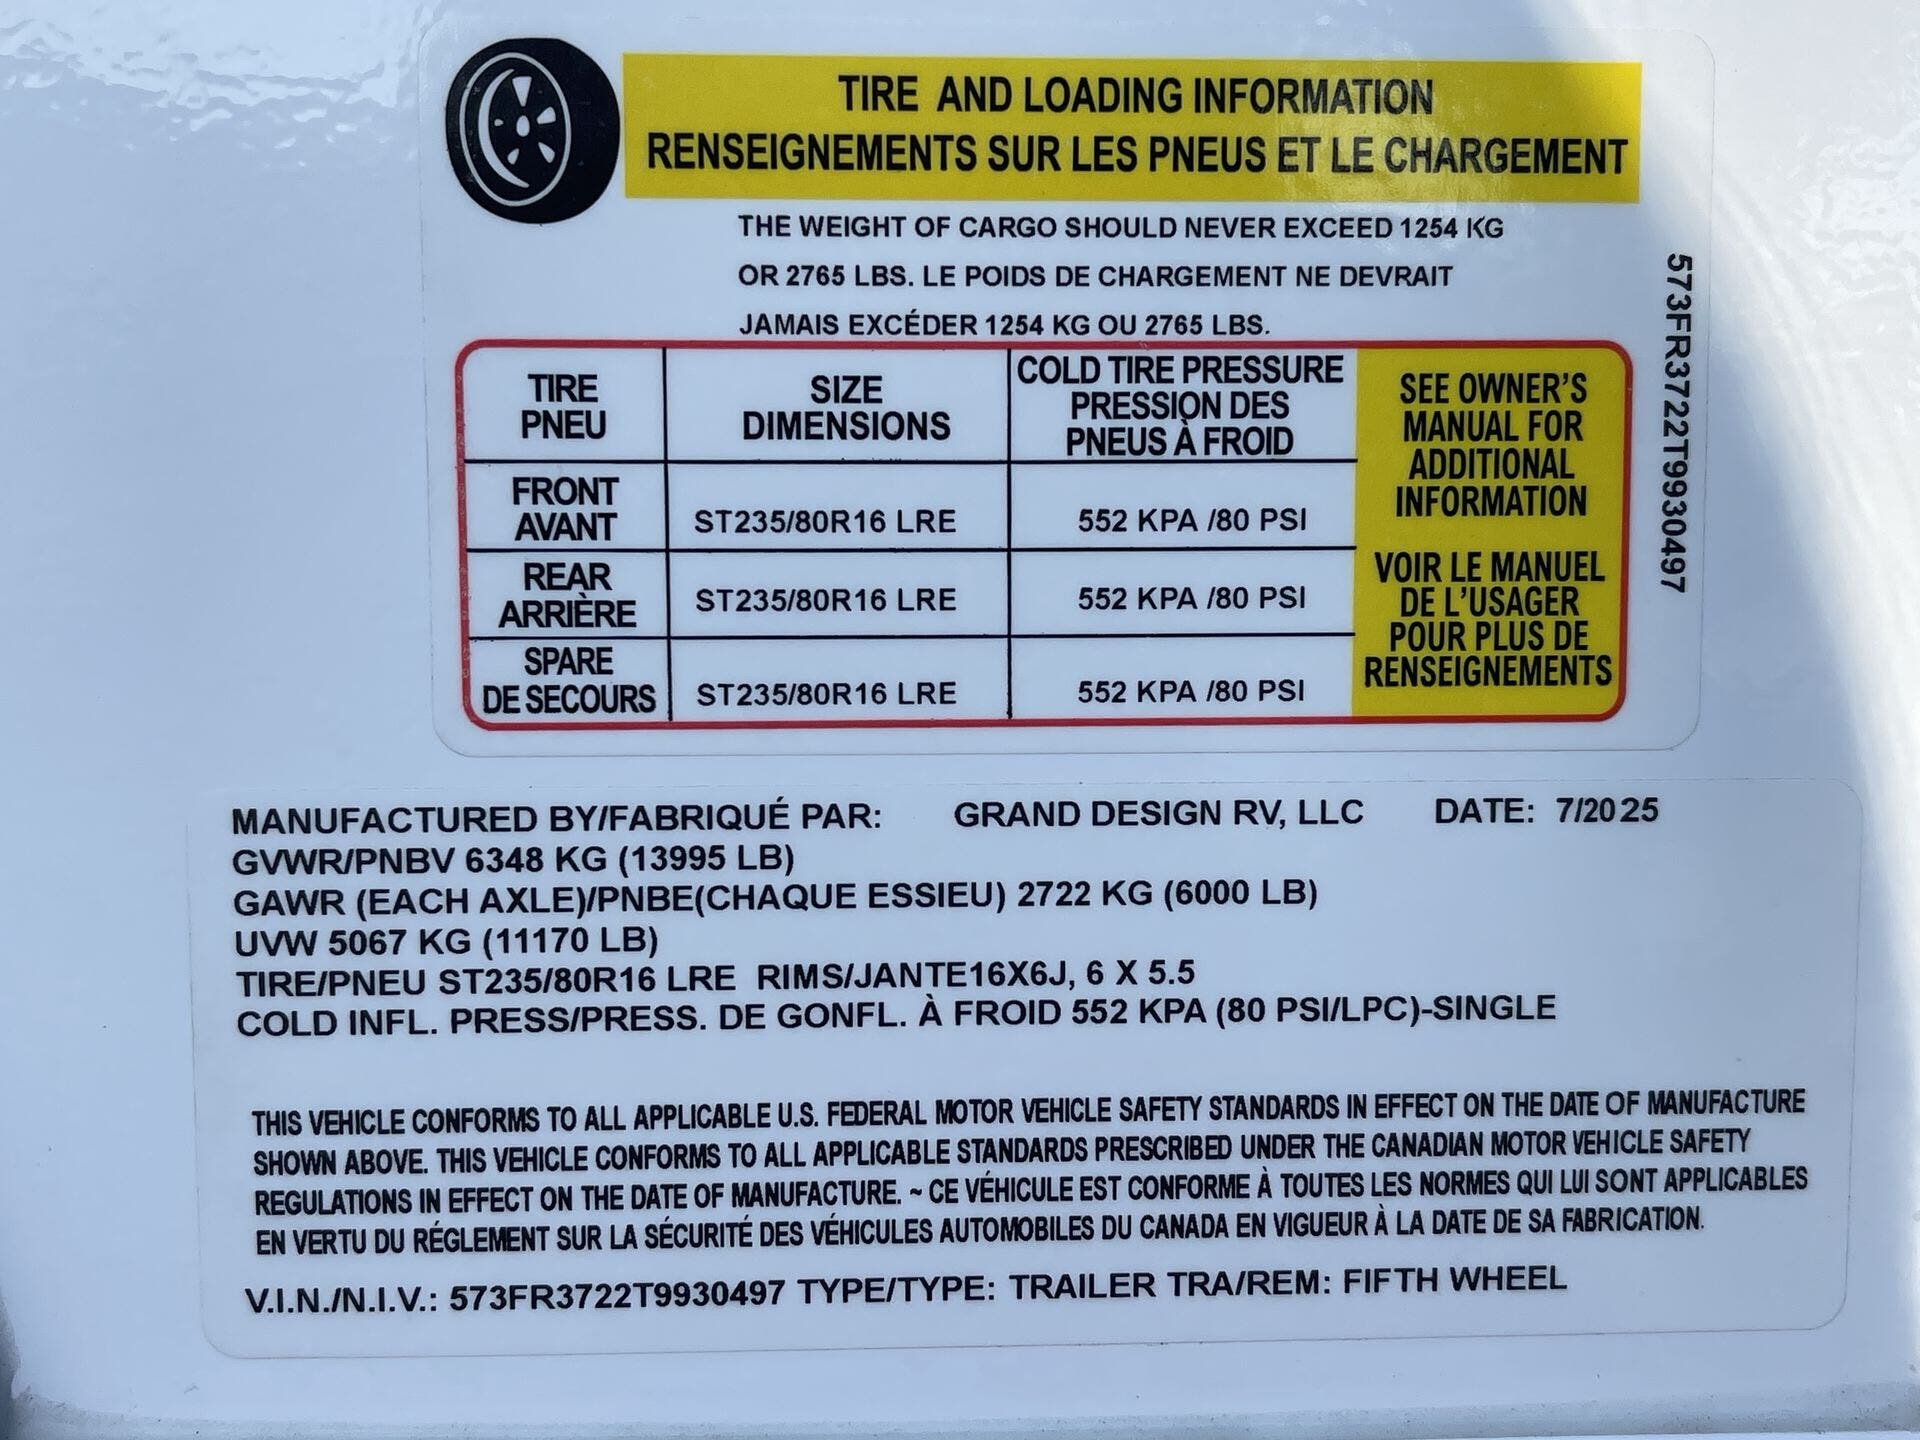 TIRE AND LOADING INFORMATION
RENSEIGNEMENTS SUR LES PNEUS ET LE CHARGEMENT
THE WEIGHT OF CARGO SHOULD NEVER EXCEED 1254 KG
OR 2765 LBS. LE POIDS DE CHARGEMENT NE DEVRAIT
JAMAIS EXCÉDER 1254 KG OU 2765 LBS.
TIRE
PNEU
SIZE
DIMENSIONS
COLD TIRE PRESSURE
PRESSION DES
PNEUS À FROID
FRONT
AVANT
ST235/80R16 LRE
552 KPA /80 PSI
REAR
ARRIÈRE
ST235/80R16 LRE
552 KPA /80 PSI
SPARE
DE SECOURS
ST235/80R16 LRE
552 KPA /80 PSI
SEE OWNER'S
MANUAL FOR
ADDITIONAL
INFORMATION
VOIR LE MANUEL
DE L'USAGER
POUR PLUS DE
RENSEIGNEMENTS
573FR3722T9930497
MANUFACTURED BY/FABRIQUÉ PAR: GRAND DESIGN RV, LLC DATE: 7/2025
GVWR/PNBV 6348 KG (13995 LB)
GAWR (EACH AXLE)/PNBE(CHAQUE ESSIEU) 2722 KG (6000 LB)
UVW 5067 KG (11170 LB)
TIRE/PNEU ST235/80R16 LRE RIMS/JANTE16X6J, 6 X 5.5
COLD INFL. PRESS/PRESS. DE GONFL. À FROID 552 KPA (80 PSI/LPC)-SINGLE
THIS VEHICLE CONFORMS TO ALL APPLICABLE U.S. FEDERAL MOTOR VEHICLE SAFETY STANDARDS IN EFFECT ON THE DATE OF MANUFACTURE
SHOWN ABOVE. THIS VEHICLE CONFORMS TO ALL APPLICABLE STANDARDS PRESCRIBED UNDER THE CANADIAN MOTOR VEHICLE SAFETY
REGULATIONS IN EFFECT ON THE DATE OF MANUFACTURE. ~ CE VÉHICULE EST CONFORME À TOUTES LES NORMES QUI LUI SONT APPLICABLES
EN VERTU DU RÉGLEMENT SUR LA SÉCURITÉ DES VÉHICULES AUTOMOBILES DU CANADA EN VIGUEUR À LA DATE DE SA FABRICATION.
V.I.N./N.I.V.: 573FR3722T9930497 TYPE/TYPE: TRAILER TRA/REM: FIFTH WHEEL